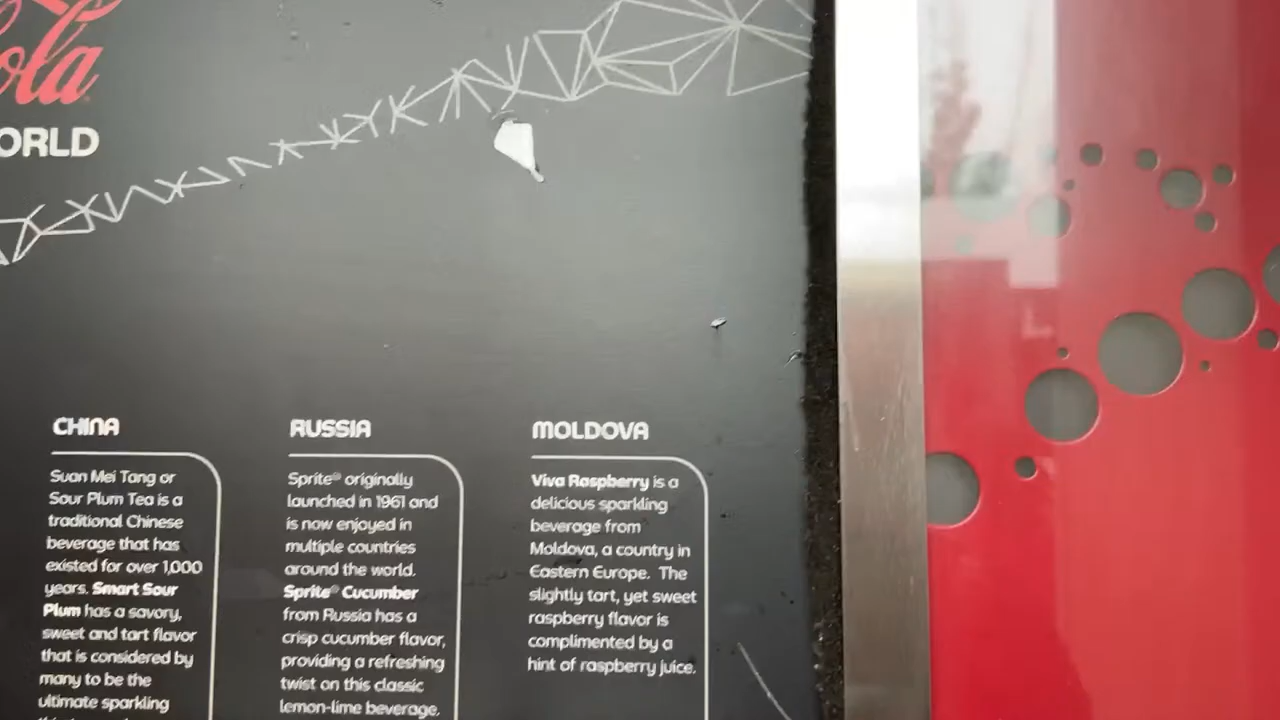 Cola
WORLD
CHINA
Suan Mei Tang or
Sour Plum Tea is a
traditional Chinese
beverage that has
existed for over 1,000
years. Smart Sour
Plum has a savory,
sweet and tart flavor
that is considered by
many to be the
ultimate sparkling
RUSSIA
Sprite® originally
launched in 1961 and
is now enjoyed in
multiple countries
around the world.
Sprite® Cucumber
from Russia has a
crisp cucumber flavor,
providing a refreshing
twist on this classic
lemon-lime beverage.
MOLDOVA
Viva Raspberry is a
delicious sparkling
beverage from
Moldova, a country in
Eastern Europe. The
slightly tart, yet sweet
raspberry flavor is
complimented by a
hint of raspberry juice.